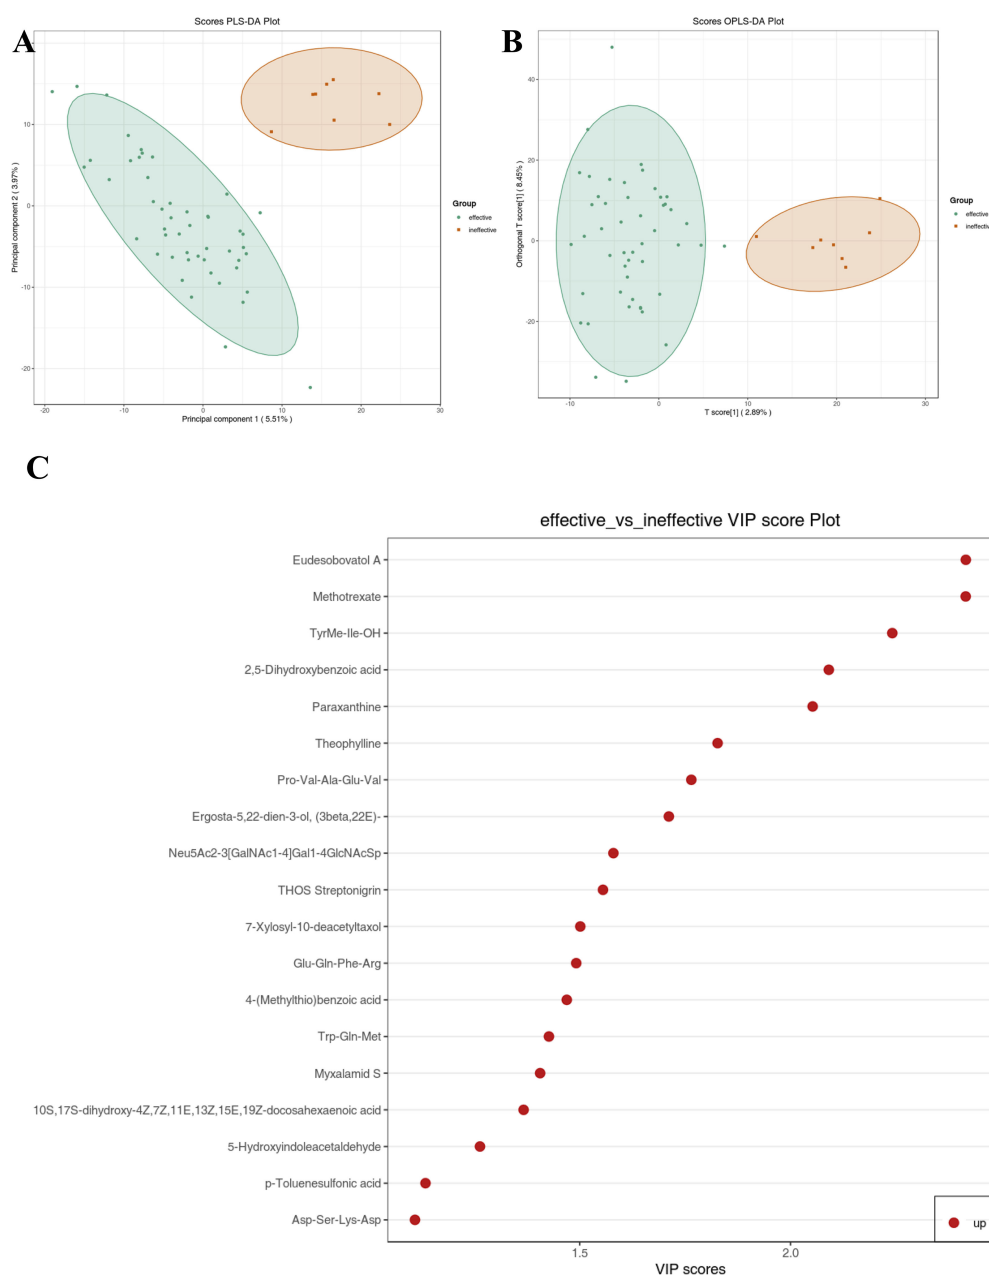 A
Scores PLS-DA Plot
Principal component 2 ( 3.97% )
10
0
-10
-20
-20
-10
0
10
20
30
Principal component 1 ( 5.51% )
Group
effective
ineffective
B
Scores OPLS-DA Plot
Orthogonal T score[1] ( 8.45% )
40
20
0
-20
-10
0
10
20
30
T score[1] ( 2.89% )
Group
effective
ineffective
C
effective_vs_ineffective VIP score Plot
Eudesobovatol A
Methotrexate
TyrMe-Ile-OH
2,5-Dihydroxybenzoic acid
Paraxanthine
Theophylline
Pro-Val-Ala-Glu-Val
Ergosta-5,22-dien-3-ol, (3beta,22E)-
Neu5Ac2-3[GalNAc1-4]Gal1-4GlcNAcSp
THOS Streptonigrin
7-Xylosyl-10-deacetyltaxol
Glu-Gln-Phe-Arg
4-(Methylthio)benzoic acid
Trp-Gln-Met
Myxalamid S
10S,17S-dihydroxy-4Z,7Z,11E,13Z,15E,19Z-docosahexaenoic acid
5-Hydroxyindoleacetaldehyde
p-Toluenesulfonic acid
Asp-Ser-Lys-Asp
up
1.5
2.0
VIP scores